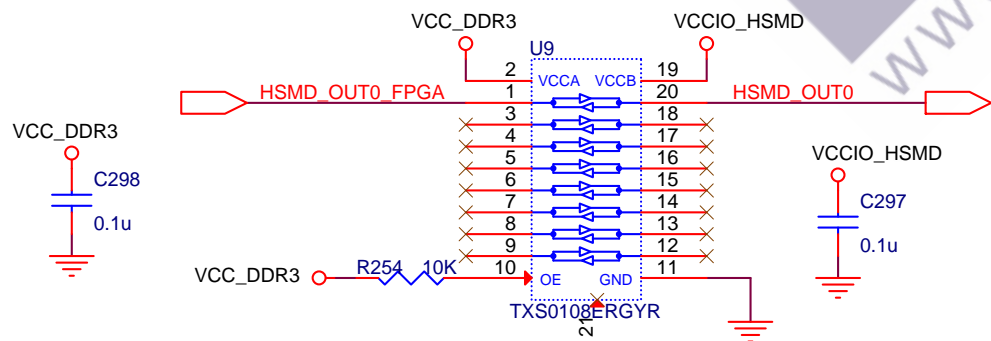 VCC_DDR3 VCCIO_HSMD
U9
2 VCCA VCCB 19
HSMD_OUT0_FPGA 1 20 HSMD_OUT0
3 18
4 17
5 16
6 15
7 14
8 13
9 12
VCC_DDR3 R254 10K 10 OE GND 11
TXS0108ERGYR
21
VCC_DDR3
C298
0.1u
VCCIO_HSMD
C297
0.1u
WW